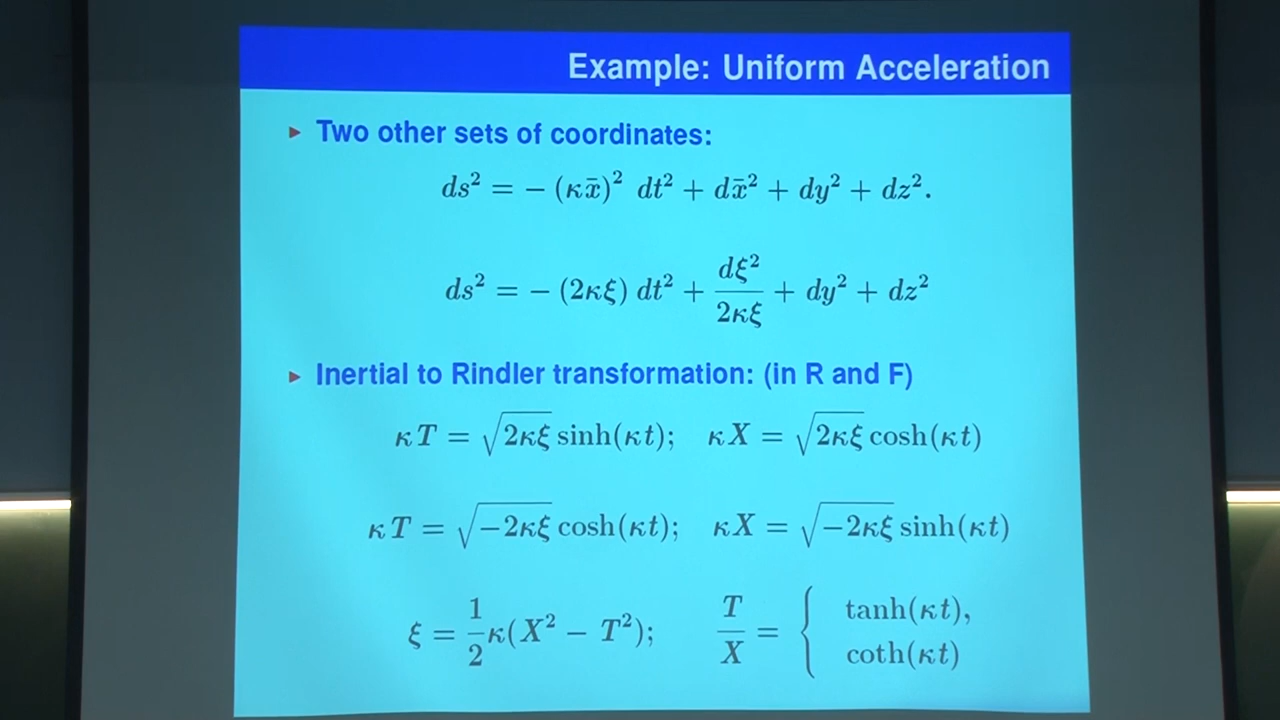 Example: Uniform Acceleration
▸ Two other sets of coordinates:
ds² = − (κx̄)² dt² + dx̄² + dy² + dz².
ds² = − (2κξ) dt² + dξ²/2κξ + dy² + dz²
▸ Inertial to Rindler transformation: (in R and F)
κT = √2κξ sinh(κt); κX = √2κξ cosh(κt)
κT = √−2κξ cosh(κt); κX = √−2κξ sinh(κt)
ξ = 1/2 κ(X² − T²); T/X = { tanh(κt),
coth(κt)